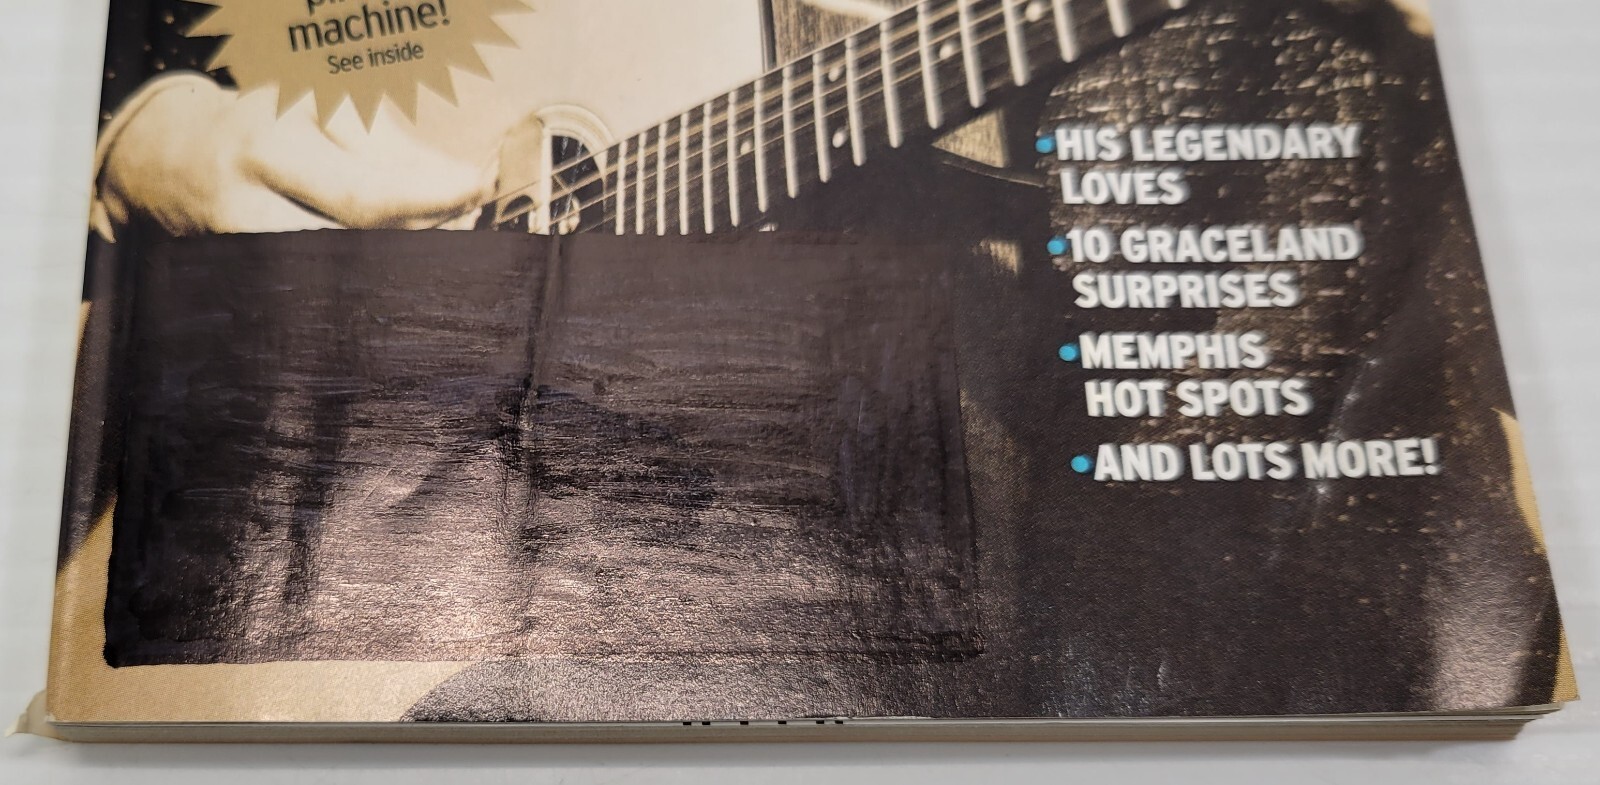 machine!
See inside
•HIS LEGENDARY
LOVES
•10 GRACELAND
SURPRISES
•MEMPHIS
HOT SPOTS
•AND LOTS MORE!